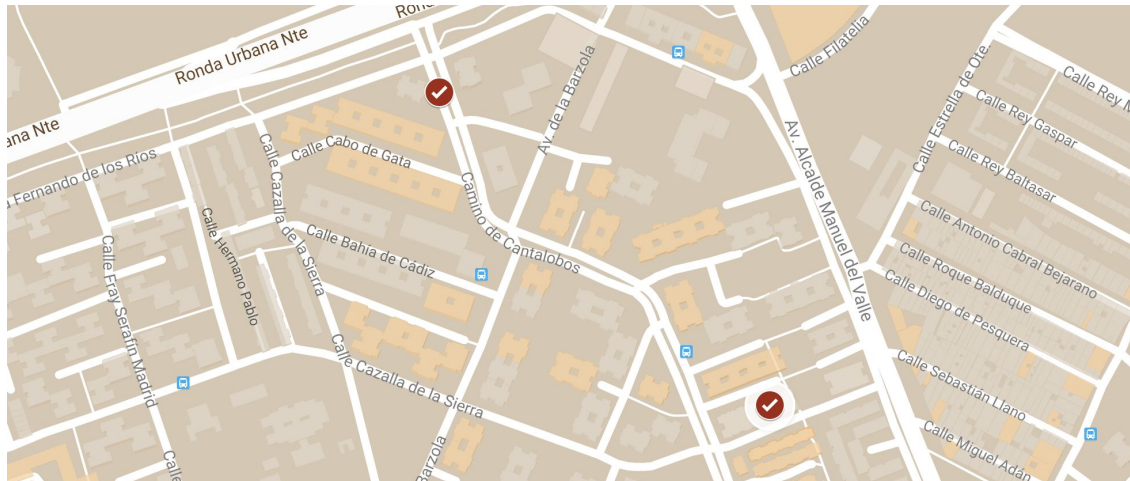 Ronda Urbana Nte
Calle Filatelia
Calle Estrella de Ote.
Calle Rey
Calle Rey Gaspar
Calle Rey Baltasar
Av. de la Barzola
Av. Alcalde Manuel del Valle
Calle Cabo de Gata
Camino de Cantalobos
Fernando de los Ríos
Calle Cazalla de la Sierra
Calle Hermano Pablo
Calle Bahía de Cádiz
Calle Fray Serafín Madrid
Calle Antonio Cabral Bejarano
Calle Roque Balduque
Calle Diego de Pesquera
Calle Sebastián Llano
Calle Miguel Adán
Calle Cazalla de la Sierra
Barzola
Calle